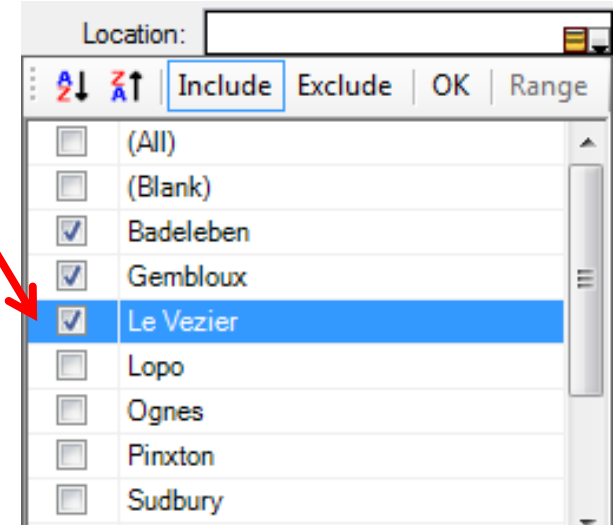 Location:
A Z Z A Include Exclude OK Range
(All)
(Blank)
Badeleben
Gembloux
Le Vezier
Lopo
Ognes
Pinxton
Sudbury